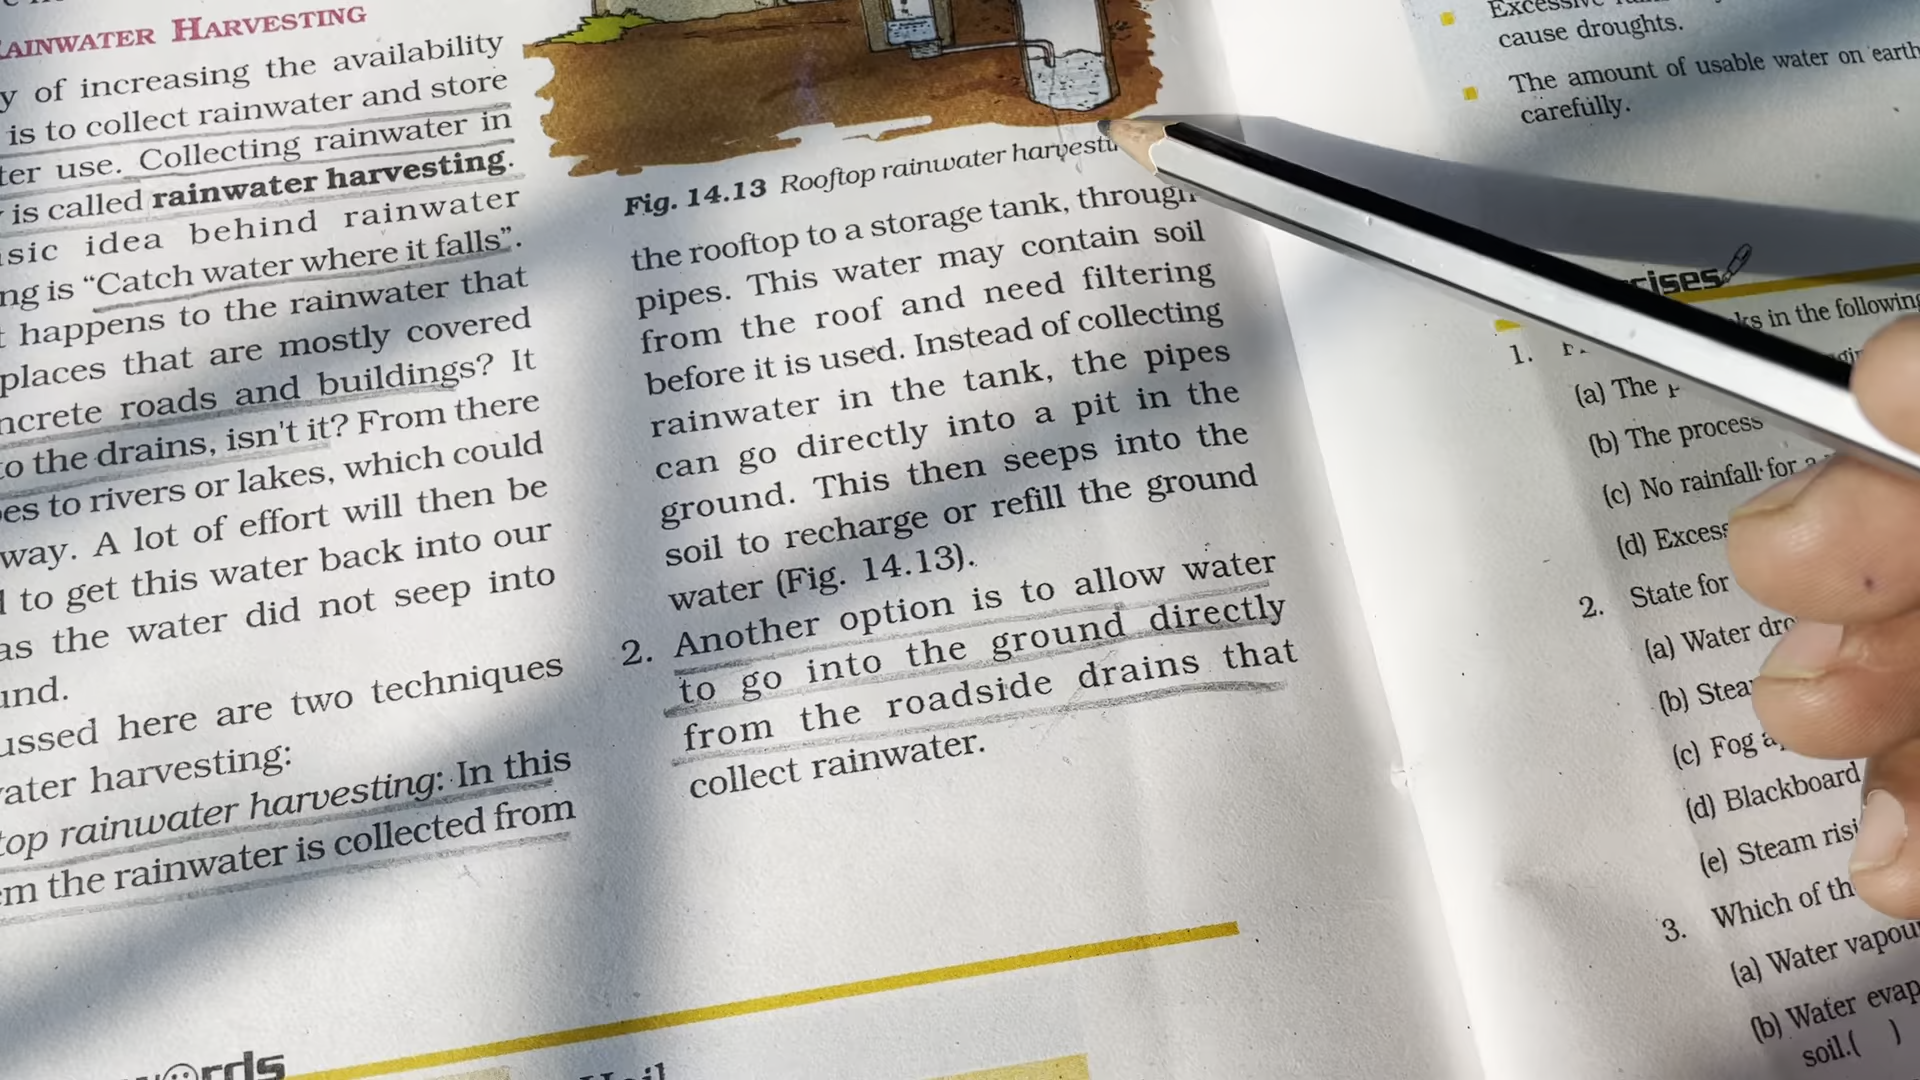 RAINWATER HARVESTING
y of increasing the availability
is to collect rainwater and store
ter use. Collecting rainwater in
is called rainwater harvesting.
sic idea behind rainwater
ng is “Catch water where it falls”.
t happens to the rainwater that
places that are mostly covered
ncrete roads and buildings? It
to the drains, isn't it? From there
es to rivers or lakes, which could
way. A lot of effort will then be
d to get this water back into our
as the water did not seep into
und.
ussed here are two techniques
ater harvesting:
top rainwater harvesting: In this
em the rainwater is collected from
Fig. 14.13 Rooftop rainwater harvesti
the rooftop to a storage tank, through
pipes. This water may contain soil
from the roof and need filtering
before it is used. Instead of collecting
rainwater in the tank, the pipes
can go directly into a pit in the
ground. This then seeps into the
soil to recharge or refill the ground
water (Fig. 14.13).
2. Another option is to allow water
to go into the ground directly
from the roadside drains that
collect rainwater.
ords
Excessive
cause droughts.
The amount of usable water on earth
carefully.
rcises
ks in the following
1.
(a) The
(b) The process
(c) No rainfall for a
(d) Excess
2. State for
(a) Water dro
(b) Stea
(c) Fog a
(d) Blackboard
(e) Steam risi
3. Which of th
(a) Water vapou
(b) Water evap
soil.( )